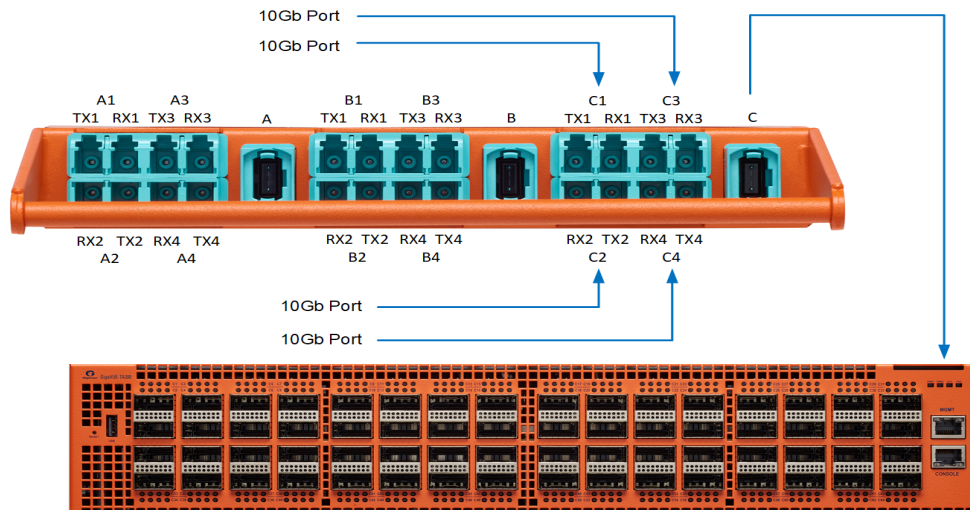 10Gb Port
10Gb Port
A1 A3 B1 B3 C1 C3
TX1 RX1 TX3 RX3 A TX1 RX1 TX3 RX3 B TX1 RX1 TX3 RX3 C
RX2 TX2 RX4 TX4 RX2 TX2 RX4 TX4 RX2 TX2 RX4 TX4
A2 A4 B2 B4 C2 C4
10Gb Port
10Gb Port
MGMT
CONSOLE